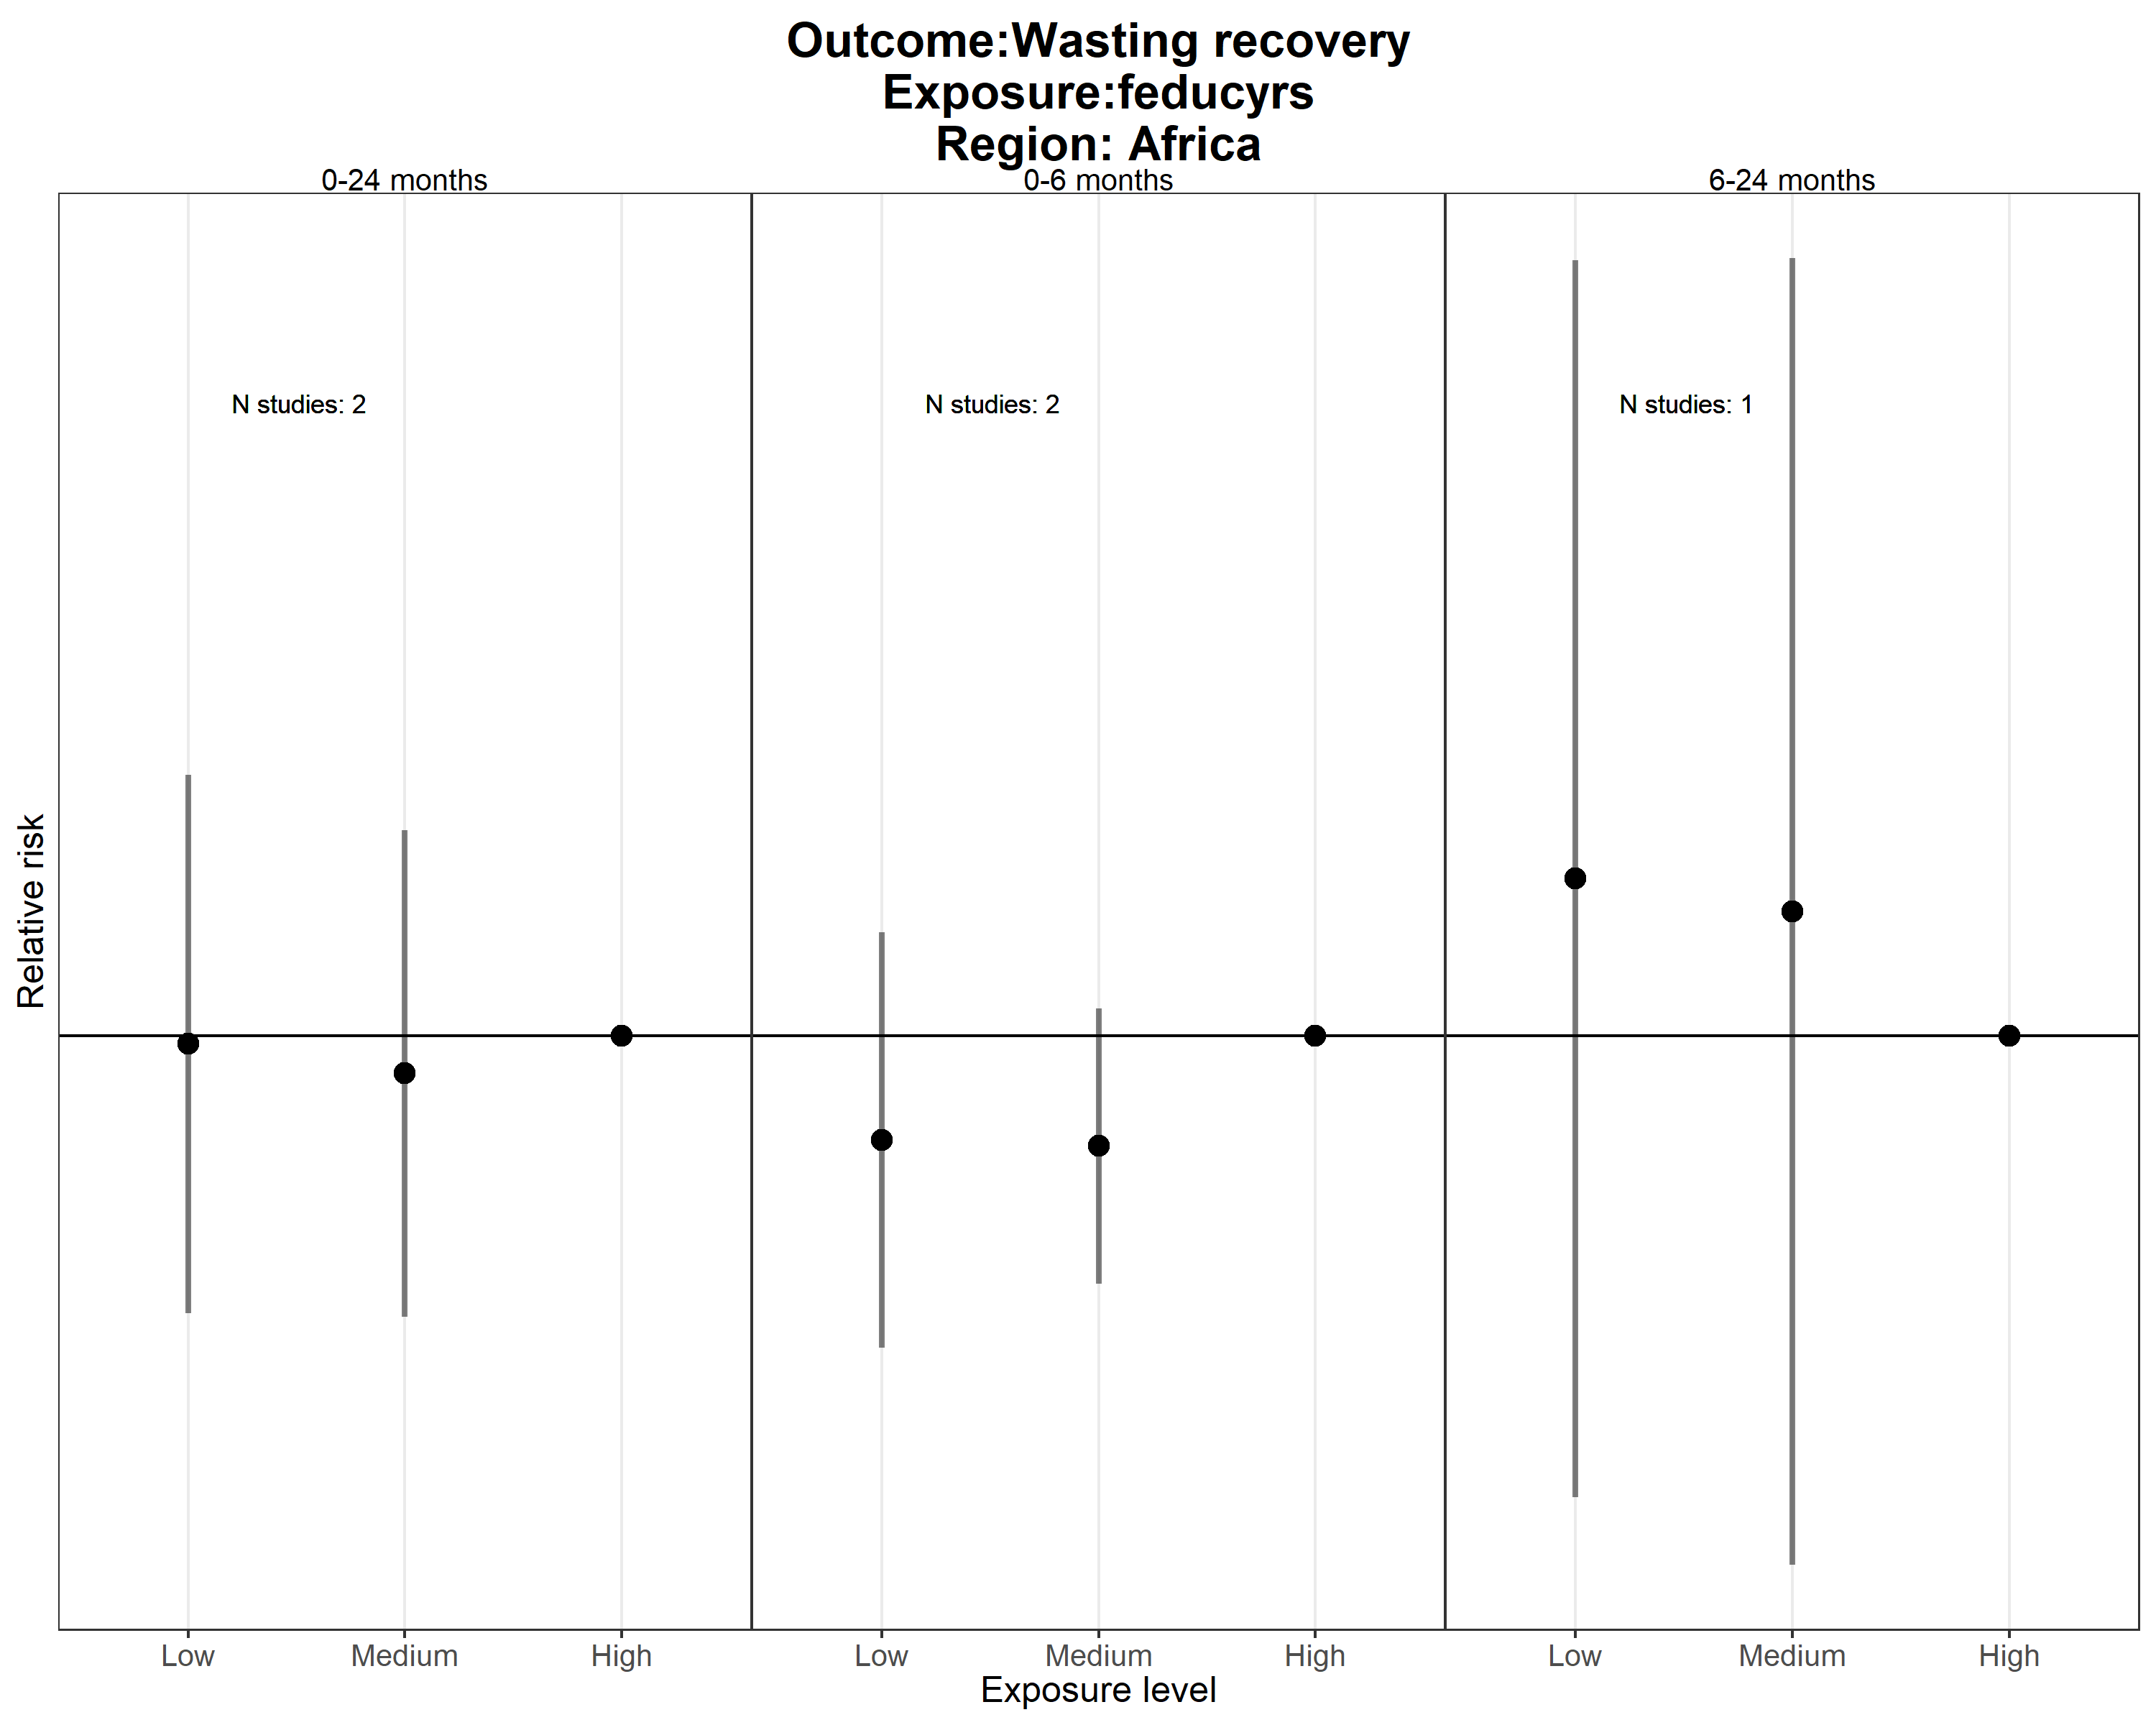 Outcome:Wasting recovery
Exposure:feducyrs
Region: Africa
0-24 months
0-6 months
6-24 months
N studies: 2
N studies: 2
N studies: 1
Relative risk
Low
Medium
High
Low
Medium
High
Low
Medium
High
Exposure level